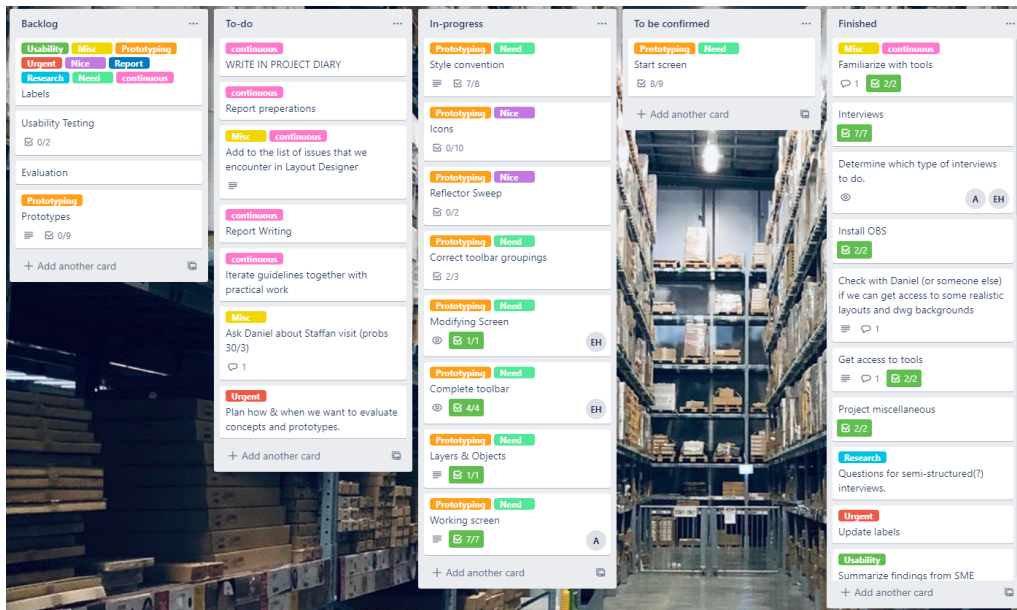 Backlog
Usability Misc Prototyping
Urgent Nice Report
Research Need continuous
Labels
Usability Testing
0/2
Evaluation
Prototyping
Prototypes
0/9
+ Add another card
To-do
continuous
WRITE IN PROJECT DIARY
continuous
Report preperations
Misc continuous
Add to the list of issues that we
encounter in Layout Designer
continuous
Report Writing
continuous
Iterate guidelines together with
practical work
Misc
Ask Daniel about Staffan visit (probs
30/3)
1
Urgent
Plan how & when we want to evaluate
concepts and prototypes.
+ Add another card
In-progress
Prototyping Need
Style convention
7/8
Prototyping Nice
Icons
0/10
Prototyping Nice
Reflector Sweep
0/2
Prototyping Need
Correct toolbar groupings
2/3
Prototyping Need
Modifying Screen
1/1 EH
Prototyping Need
Complete toolbar
4/4 EH
Prototyping Need
Layers & Objects
1/1
Prototyping Need
Working screen
7/7 A
+ Add another card
To be confirmed
Prototyping Need
Start screen
8/9
+ Add another card
Finished
Misc continuous
Familiarize with tools
1 2/2
Interviews
7/7
Determine which type of interviews
to do.
A EH
Install OBS
2/2
Check with Daniel (or someone else)
if we can get access to some realistic
layouts and dwg backgrounds
1
Get access to tools
1 2/2
Project miscellaneous
2/2
Research
Questions for semi-structured(?)
interviews.
Urgent
Update labels
Usability
Summarize findings from SME
+ Add another card